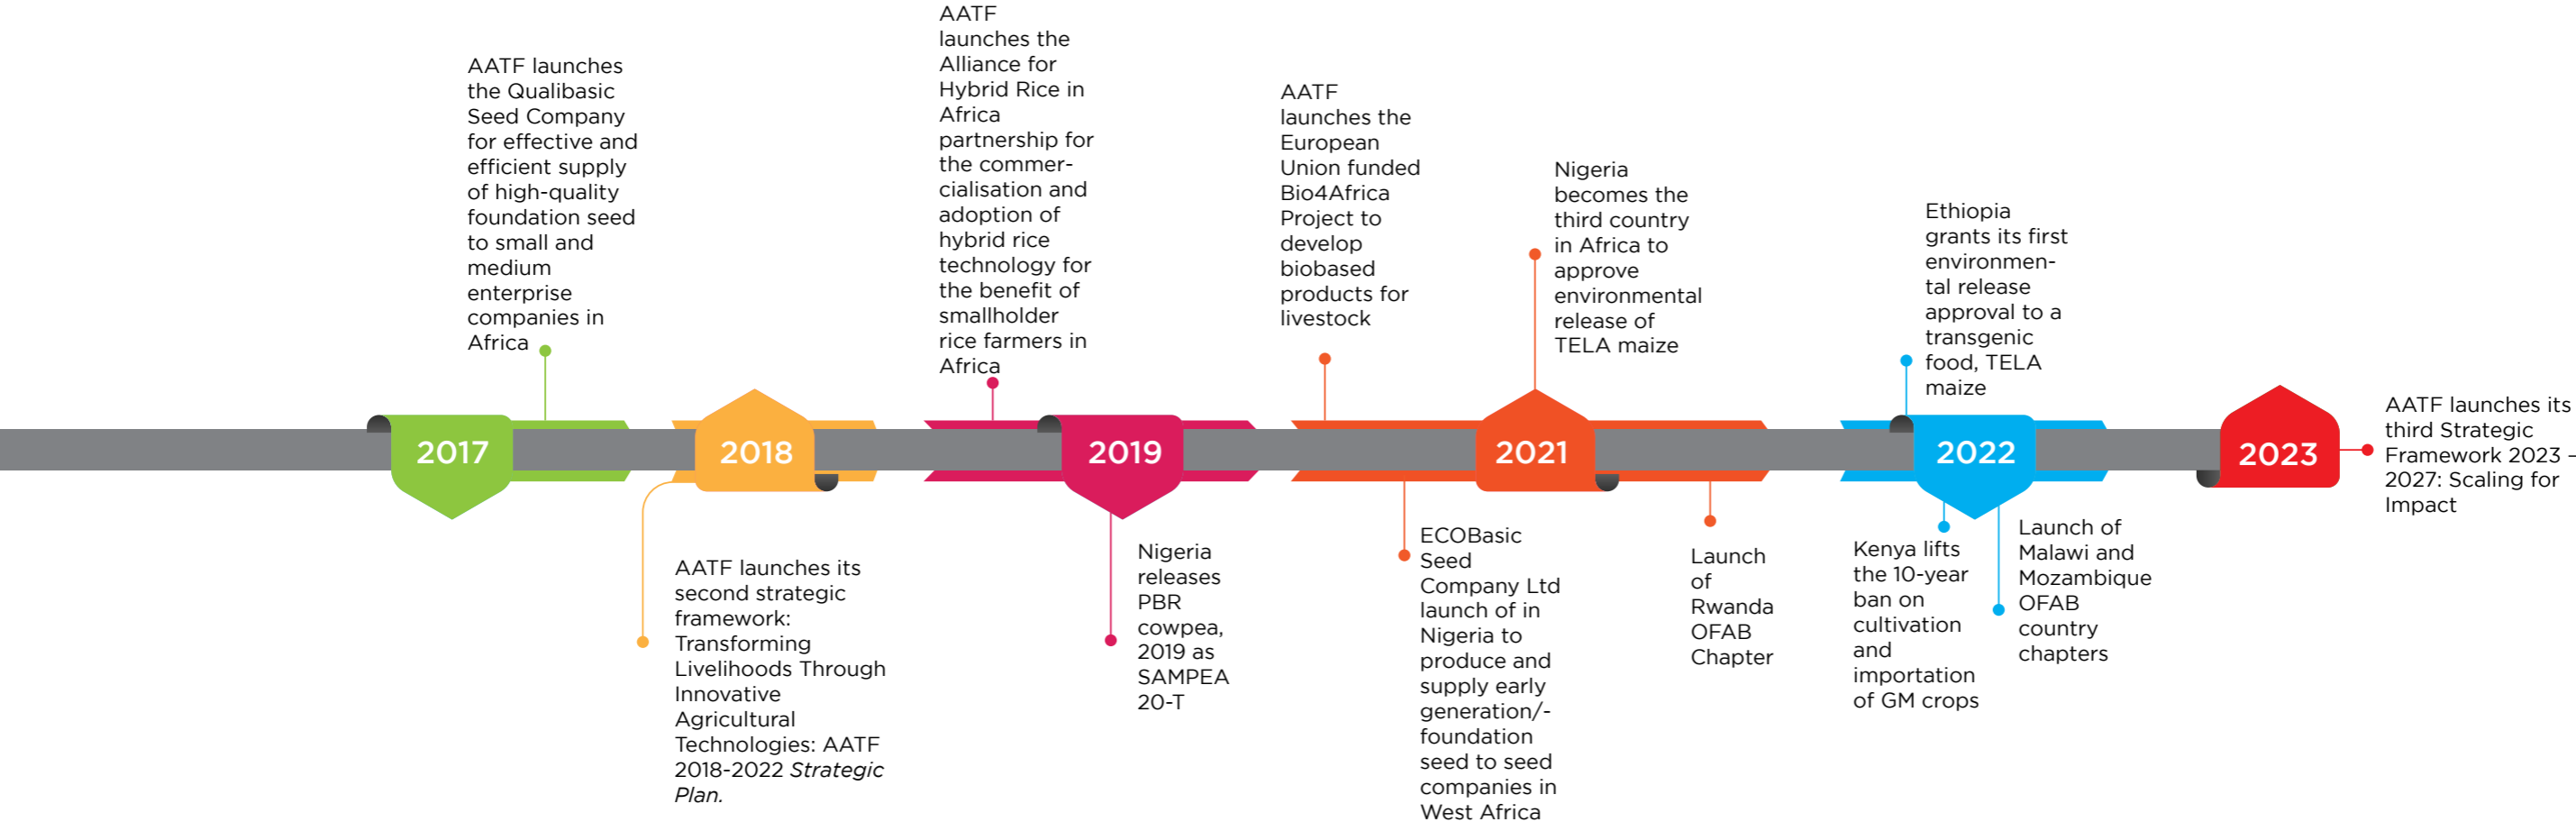 AATF launches
the Qualibasic
Seed Company
for effective and
efficient supply
of high-quality
foundation seed
to small and
medium
enterprise
companies in
Africa
2017
2018
AATF launches its
second strategic
framework:
Transforming
Livelihoods Through
Innovative
Agricultural
Technologies: AATF
2018-2022 Strategic
Plan.
AATF
launches the
Alliance for
Hybrid Rice in
Africa
partnership for
the commer-
cialisation and
adoption of
hybrid rice
technology for
the benefit of
smallholder
rice farmers in
Africa
2019
Nigeria
releases
PBR
cowpea,
2019 as
SAMPEA
20-T
AATF
launches the
European
Union funded
Bio4Africa
Project to
develop
biobased
products for
livestock
Nigeria
becomes the
third country
in Africa to
approve
environmental
release of
TELA maize
2021
ECOBasic
Seed
Company Ltd
launch of in
Nigeria to
produce and
supply early
generation/-
foundation
seed to seed
companies in
West Africa
Launch
of
Rwanda
OFAB
Chapter
Ethiopia
grants its first
environmen-
tal release
approval to a
transgenic
food, TELA
maize
2022
Kenya lifts
the 10-year
ban on
cultivation
and
importation
of GM crops
Launch of
Malawi and
Mozambique
OFAB
country
chapters
2023
AATF launches its
third Strategic
Framework 2023 –
2027: Scaling for
Impact